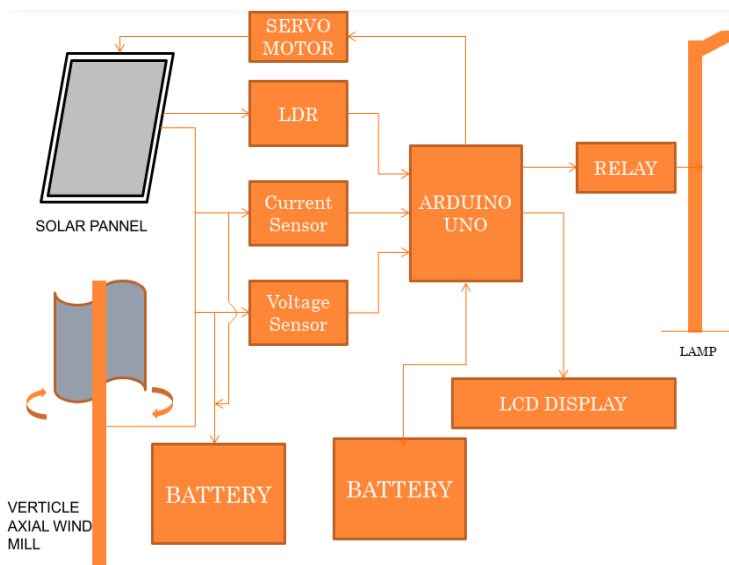 SERVO
MOTOR
LDR
SOLAR PANNEL
Current
Sensor
ARDUINO
UNO
RELAY
Voltage
Sensor
LAMP
LCD DISPLAY
BATTERY
BATTERY
VERTICLE
AXIAL WIND
MILL